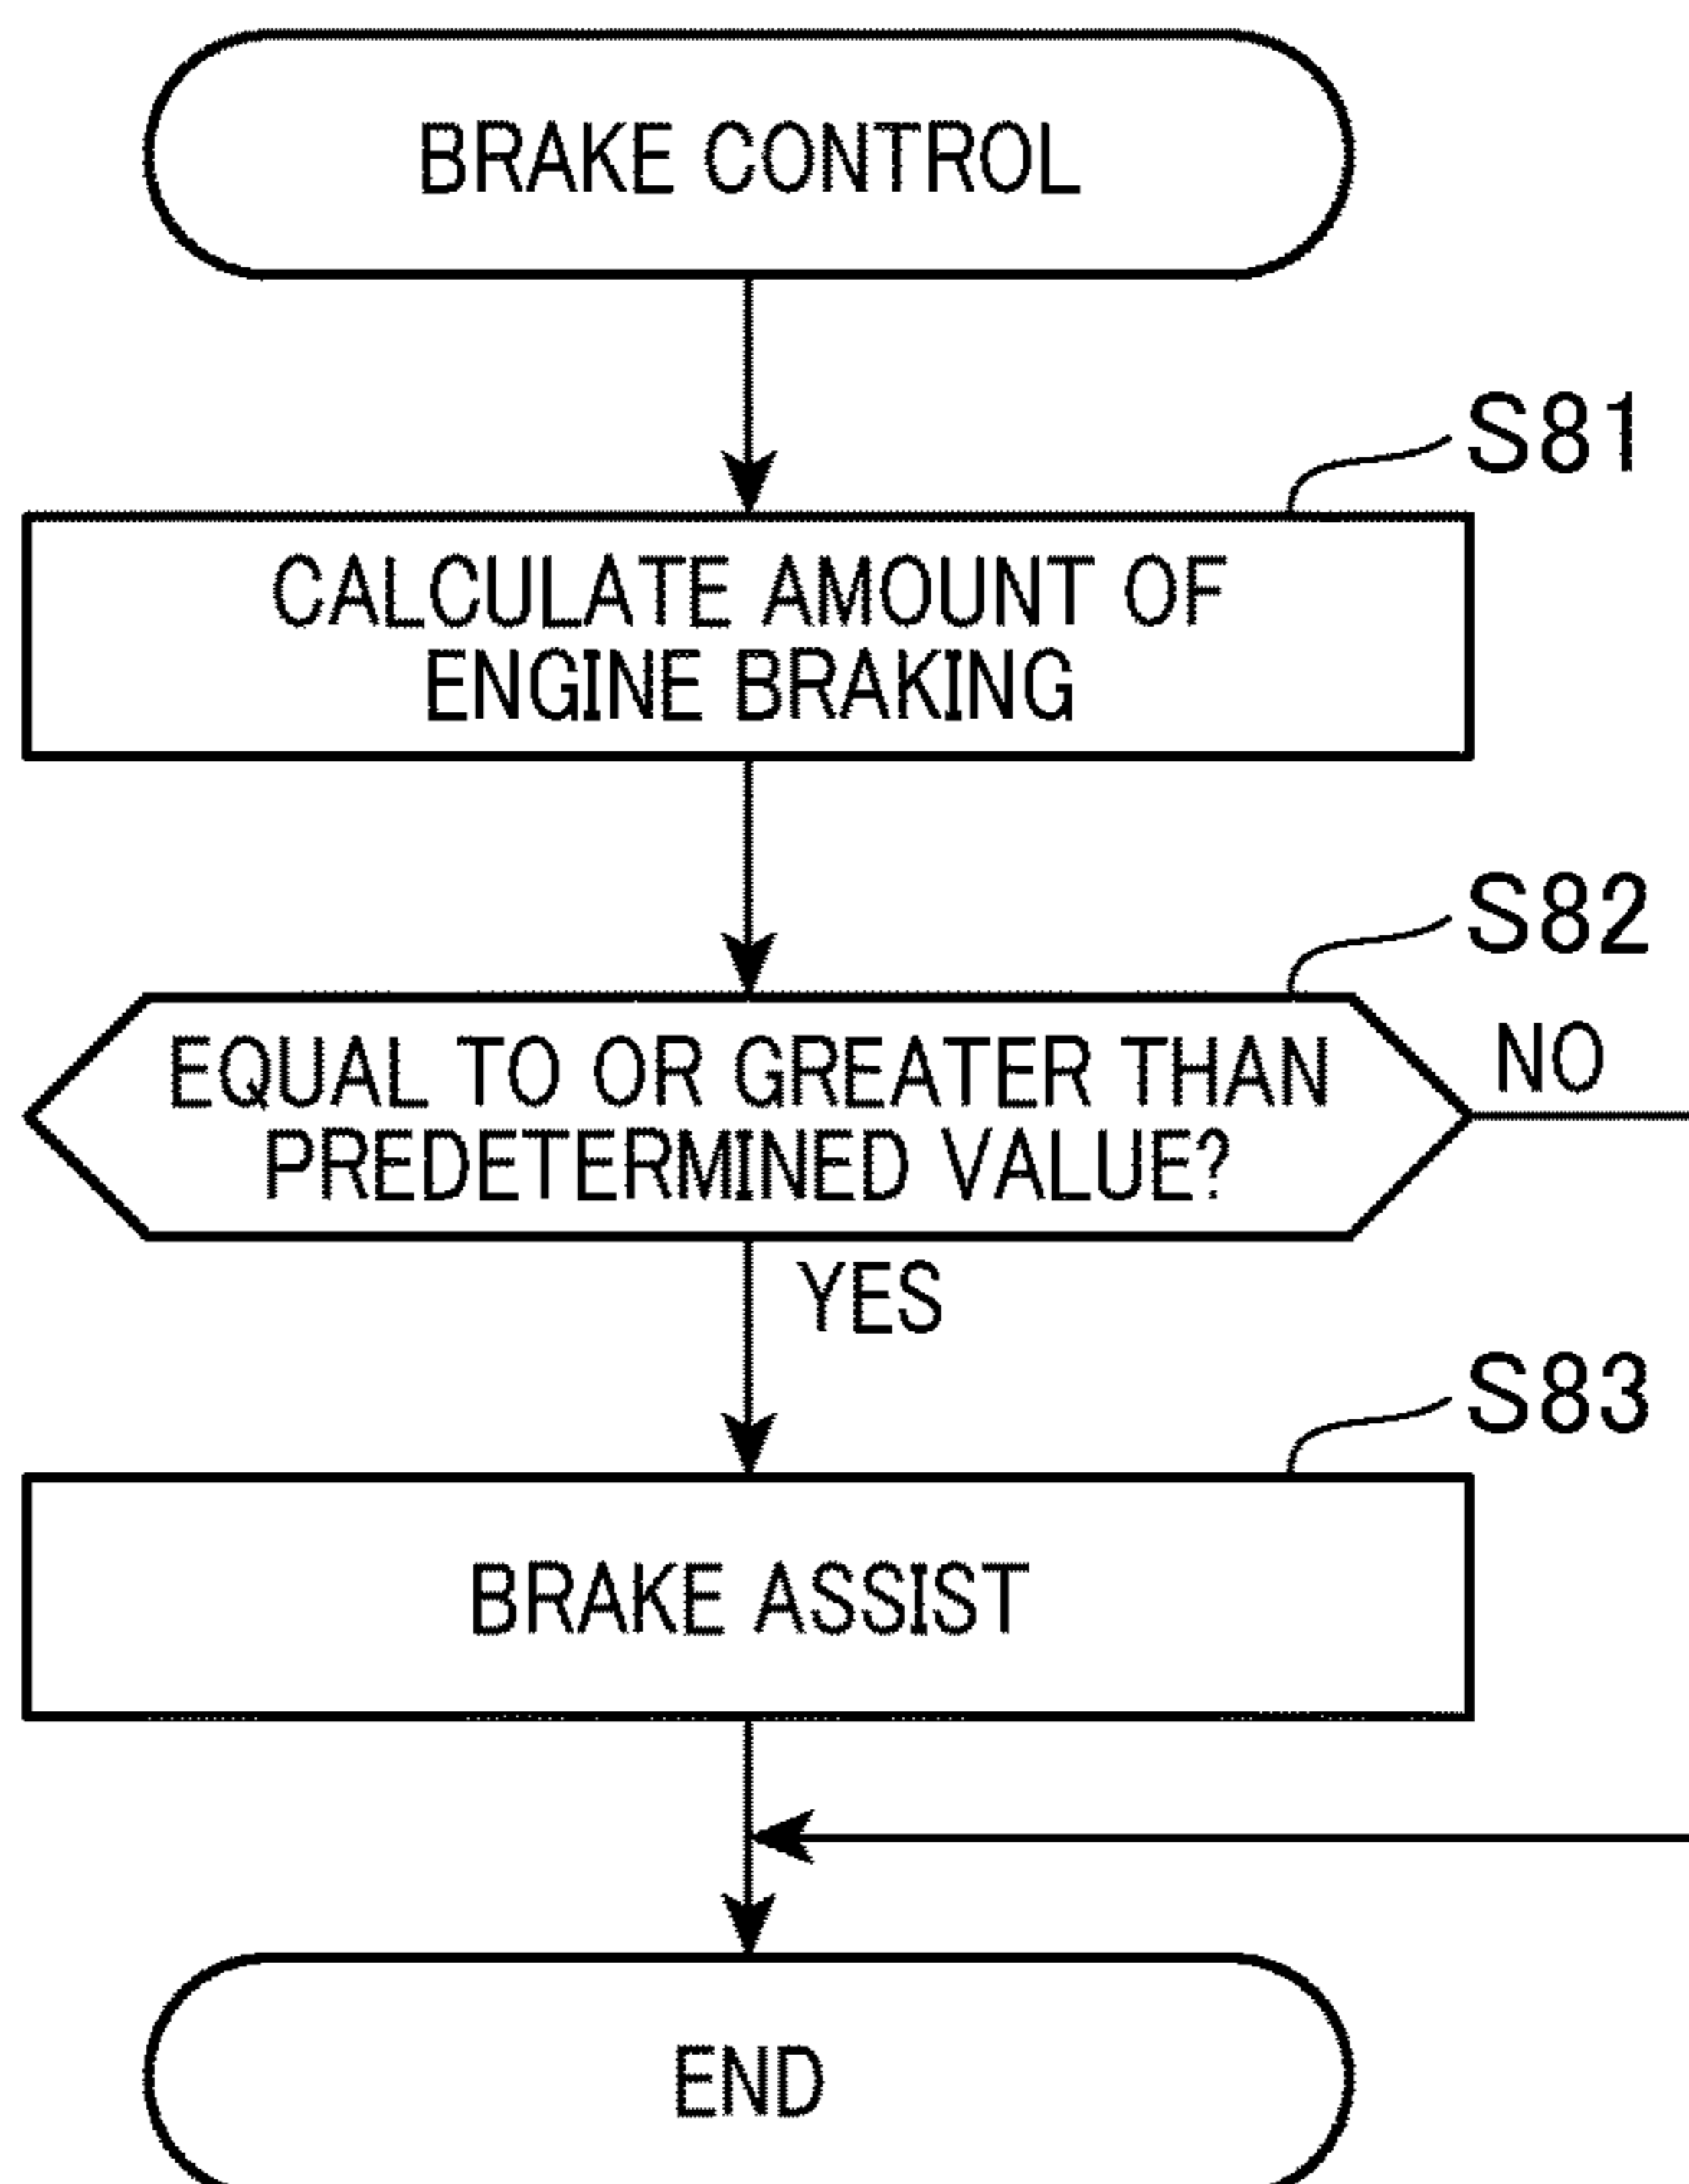 BRAKE CONTROL
S81
CALCULATE AMOUNT OF
ENGINE BRAKING
S82
EQUAL TO OR GREATER THAN
PREDETERMINED VALUE?
NO
YES
S83
BRAKE ASSIST
END